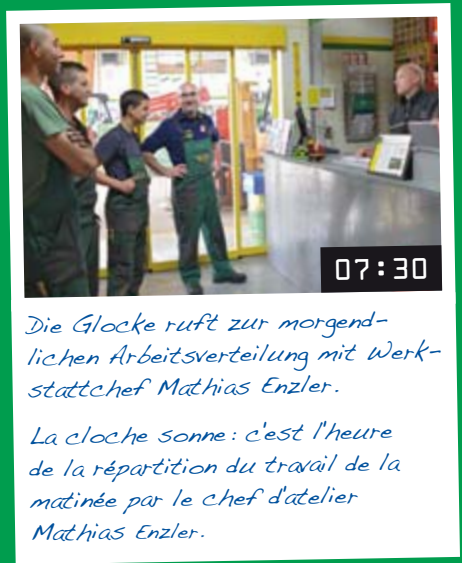 07:30
Die Glocke ruft zur morgend-
lichen Arbeitsverteilung mit Werk-
stattchef Mathias Enzler.
La cloche sonne : c'est l'heure
de la répartition du travail de la
matinée par le chef d'atelier
Mathias Enzler.